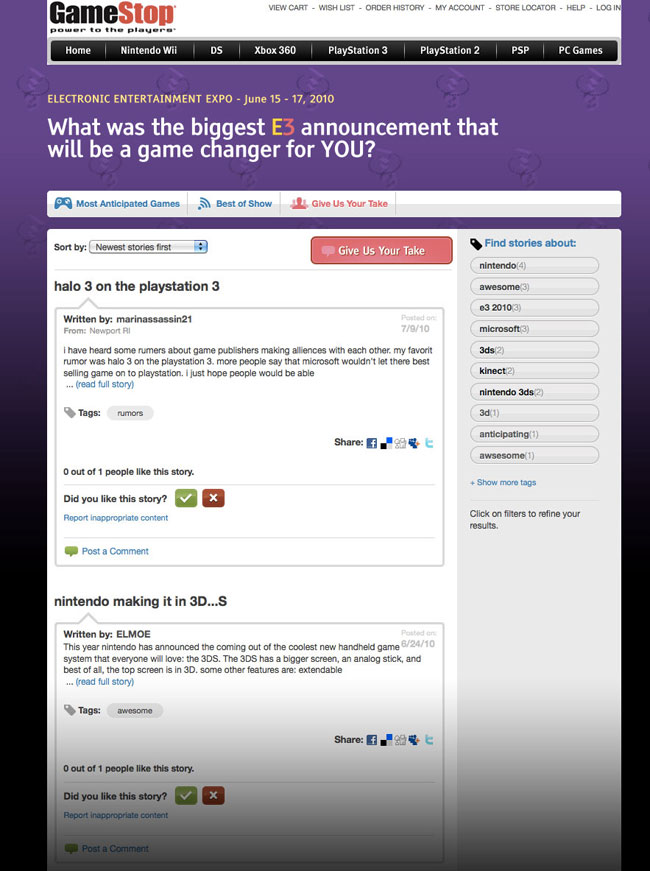 GameStop
power to the players
VIEW CART - WISH LIST - ORDER HISTORY - MY ACCOUNT - STORE LOCATOR - HELP - LOG IN
Home
Nintendo Wii
DS
Xbox 360
PlayStation 3
PlayStation 2
PSP
PC Games
ELECTRONIC ENTERTAINMENT EXPO - June 15 - 17, 2010
What was the biggest E3 announcement that
will be a game changer for YOU?
Most Anticipated Games
Best of Show
Give Us Your Take
Sort by: Newest stories first
Give Us Your Take
halo 3 on the playstation 3
Written by: marinassassin21
Posted on:
From: Newport RI
7/9/10
i have heard some rumers about game publishers making alliences with each other. my favorit
rumor was halo 3 on the playstation 3. more people say that microsoft wouldn't let there best
selling game on to playstation. i just hope people would be able
... (read full story)
Tags: rumors
Share:
0 out of 1 people like this story.
Did you like this story?
Report inappropriate content
Post a Comment
nintendo making it in 3D...S
Written by: ELMOE
Posted on:
6/24/10
This year nintendo has announced the coming out of the coolest new handheld game
system that everyone will love: the 3DS. The 3DS has a bigger screen, an analog stick, and
best of all, the top screen is in 3D. some other features are: extendable
... (read full story)
Tags: awesome
Share:
0 out of 1 people like this story.
Did you like this story?
Report inappropriate content
Post a Comment
Find stories about:
nintendo(4)
awesome(3)
e3 2010(3)
microsoft(3)
3ds(2)
kinect(2)
nintendo 3ds(2)
3d(1)
anticipating(1)
awsesome(1)
+ Show more tags
Click on filters to refine your
results.